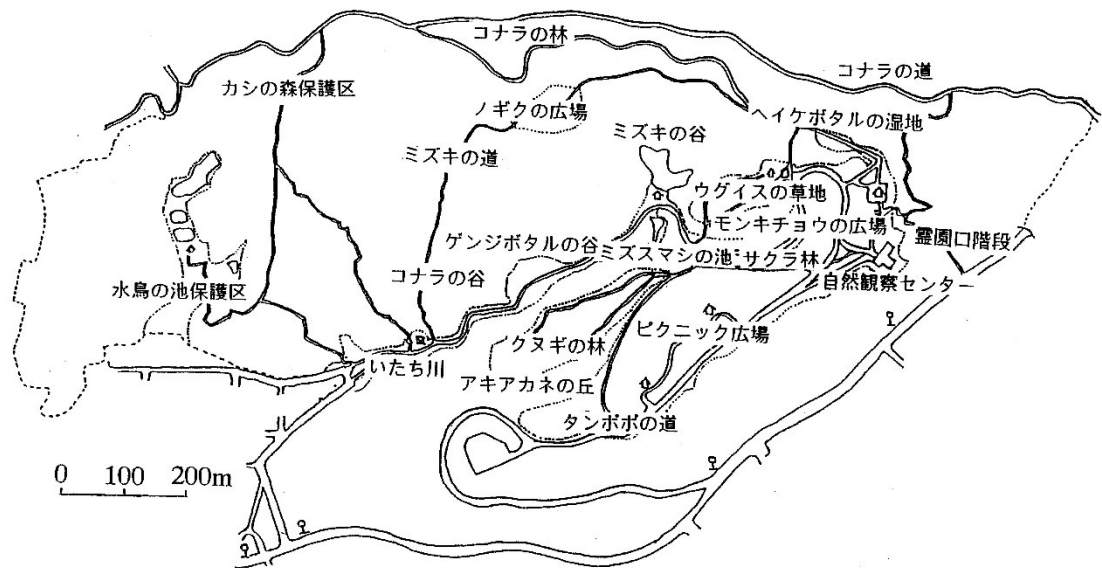 コナラの林
コナラの道
カシの森保護区
ノギクの広場
ヘイケボタルの湿地
ミズキの谷
ミズキの道
ウグイスの草地
モンキチョウの広場
霊園口階段
ゲンジボタルの谷
ミズスマシの池
サクラ林
コナラの谷
自然観察センター
水鳥の池保護区
ピクニック広場
クヌギの林
いたち川
アキアカネの丘
タンポポの道
0 100 200m